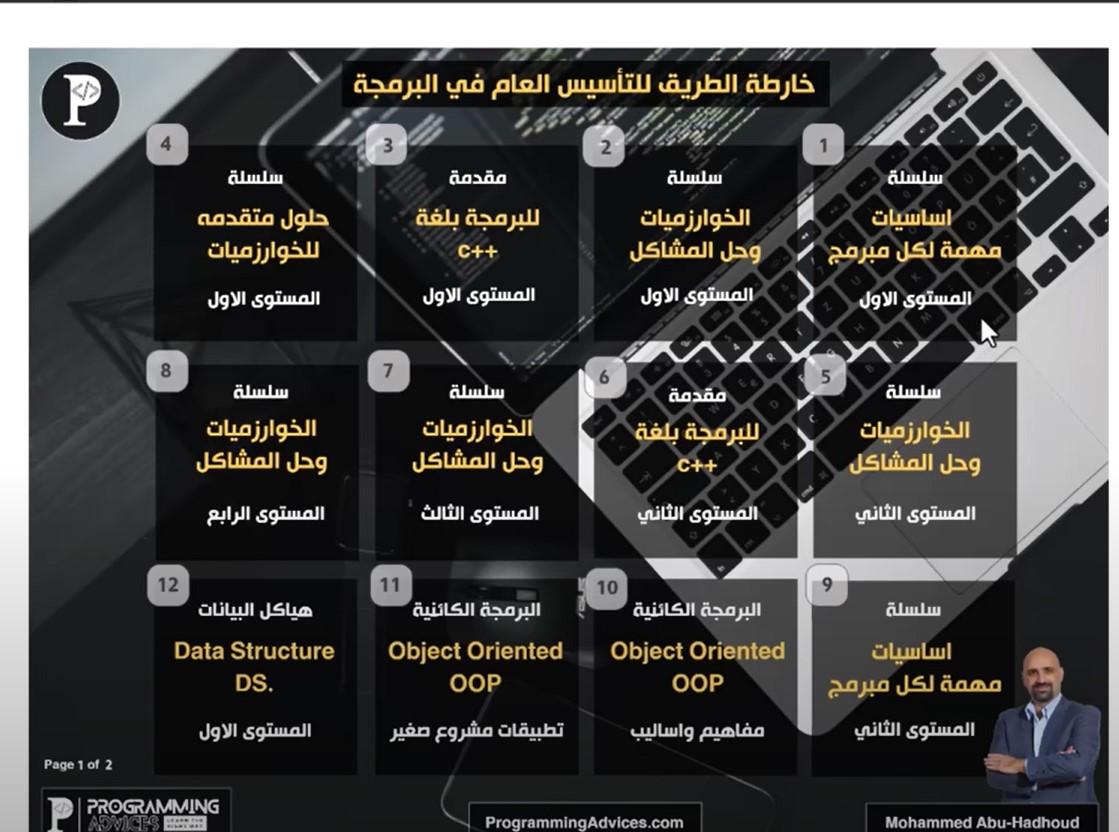 خارطة الطريق للتأسيس العام في البرمجة
1
سلسلة
اساسيات
مهمة لكل مبرمج
المستوى الاول
2
سلسلة
الخوارزميات
وحل المشاكل
المستوى الاول
3
مقدمة
للبرمجة بلغة
C++
المستوى الاول
4
سلسلة
حلول متقدمه
للخوارزميات
المستوى الاول
5
سلسلة
الخوارزميات
وحل المشاكل
المستوى الثاني
6
مقدمة
للبرمجة بلغة
C++
المستوى الثاني
7
سلسلة
الخوارزميات
وحل المشاكل
المستوى الثالث
8
سلسلة
الخوارزميات
وحل المشاكل
المستوى الرابع
9
سلسلة
اساسيات
مهمة لكل مبرمج
المستوى الثاني
10
البرمجة الكائنية
Object Oriented
OOP
مفاهيم واساليب
11
البرمجة الكائنية
Object Oriented
OOP
تطبيقات مشروع صغير
12
هياكل البيانات
Data Structure
DS.
المستوى الاول
Page 1 of 2
PROGRAMMING
ADVICES
ProgrammingAdvices.com
Mohammed Abu-Hadhoud